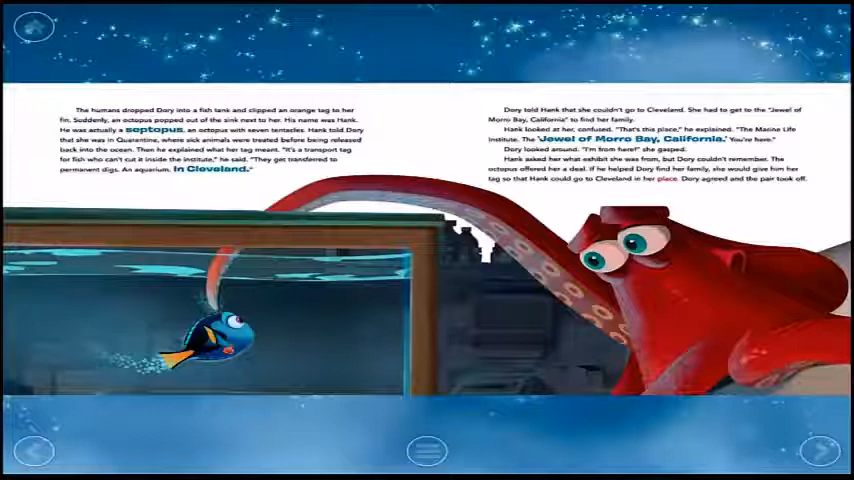 The humans dropped Dory into a fish tank and clipped an orange tag to her
fin. Suddenly, an octopus popped out of the sink next to her. His name was Hank.
He was actually a septopus, an octopus with seven tentacles. Hank told Dory
that she was in Quarantine, where sick animals were treated before being released
back into the ocean. Then he explained what her tag meant. "It's a transport tag
for fish who can't cut it inside the institute," he said. "They get transferred to
permanent digs. An aquarium. In Cleveland."
Dory told Hank that she couldn't go to Cleveland. She had to get to the "Jewel of
Morro Bay, California" to find her family.
Hank looked at her, confused. "That's this place," he explained. "The Marine Life
Institute. The 'Jewel of Morro Bay, California.' You're here."
Dory looked around. "I'm from here?" she gasped.
Hank asked her what exhibit she was from, but Dory couldn't remember. The
octopus offered her a deal. If he helped Dory find her family, she would give him her
tag so that Hank could go to Cleveland in her place. Dory agreed and the pair took off.